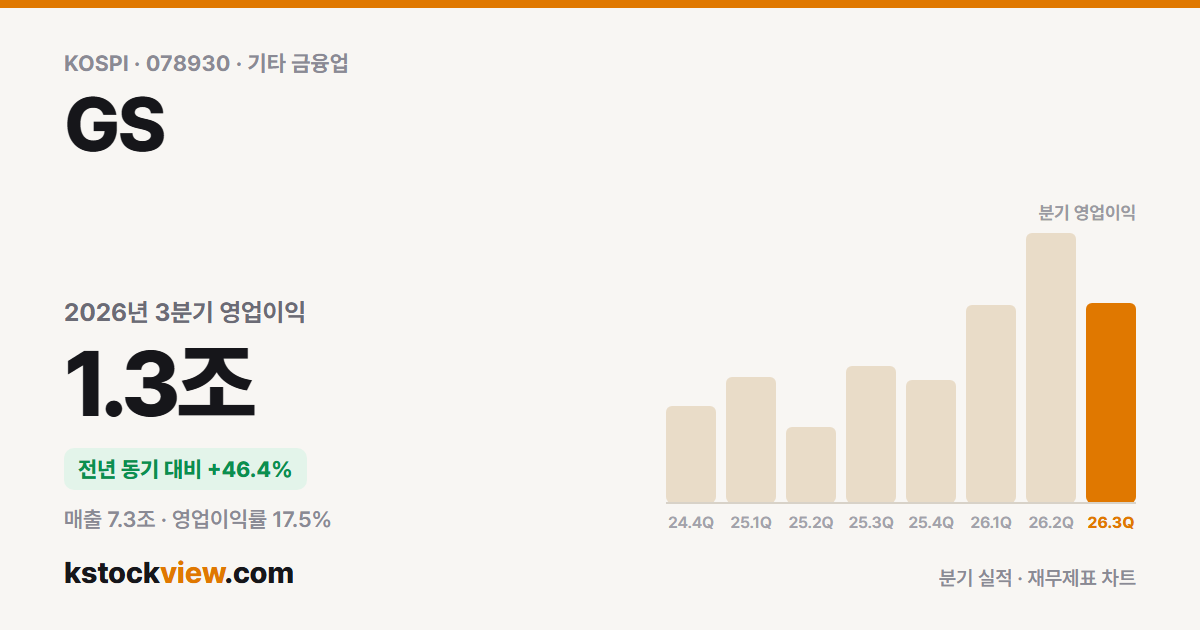 KOSPI · 078930 · 기타 금융업
GS
분기 영업이익
2026년 3분기 영업이익
1.3조
전년 동기 대비 +46.4%
매출 7.3조 · 영업이익률 17.5%
24.4Q 25.1Q 25.2Q 25.3Q 25.4Q 26.1Q 26.2Q 26.3Q
kstockview.com
분기 실적 · 재무제표 차트